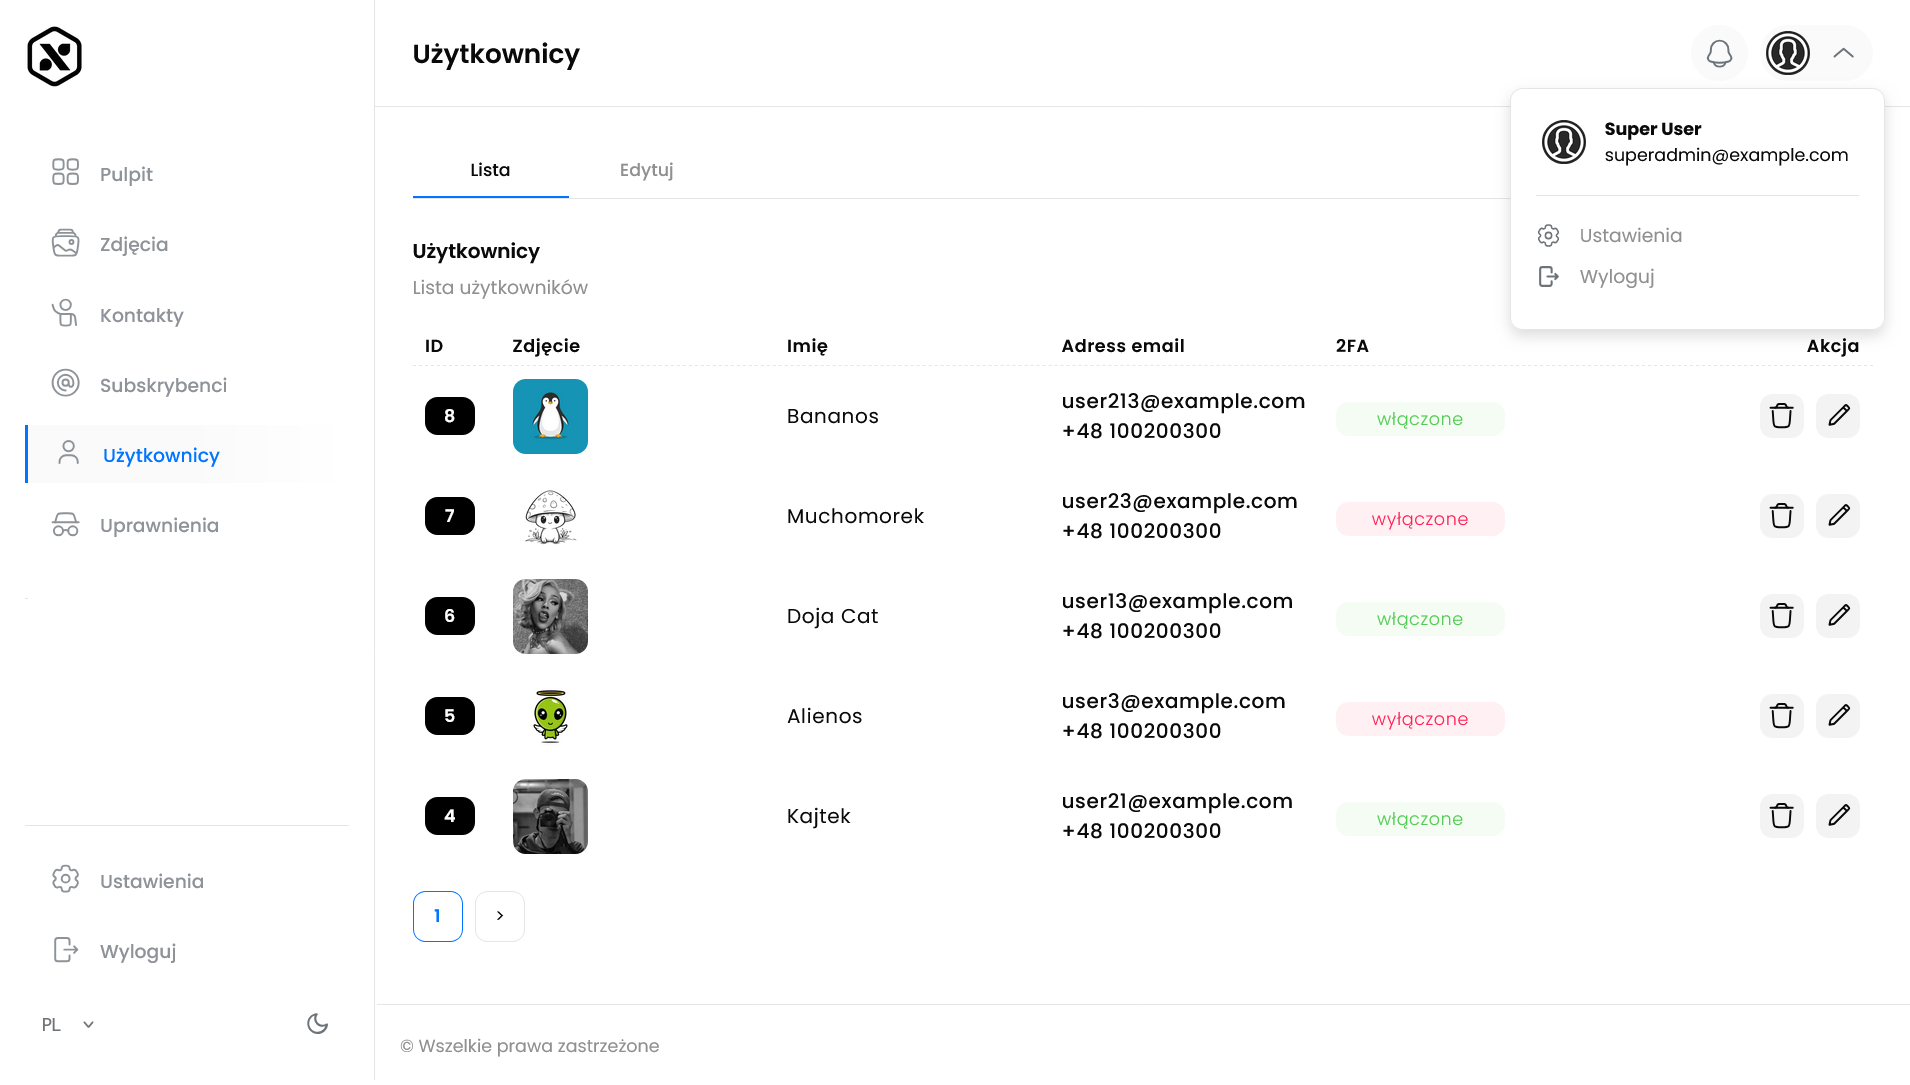 Użytkownicy
Super User
superadmin@example.com
Ustawienia
Wyloguj
Pulpit
Zdjęcia
Kontakty
Subskrybenci
Użytkownicy
Uprawnienia
Ustawienia
Wyloguj
PL
Lista Edytuj
Użytkownicy
Lista użytkowników
ID Zdjęcie Imię Adress email 2FA Akcja
8 Bananos user213@example.com włączone
+48 100200300
7 Muchomorek user23@example.com wyłączone
+48 100200300
6 Doja Cat user13@example.com włączone
+48 100200300
5 Alienos user3@example.com wyłączone
+48 100200300
4 Kajtek user21@example.com włączone
+48 100200300
1 >
© Wszelkie prawa zastrzeżone